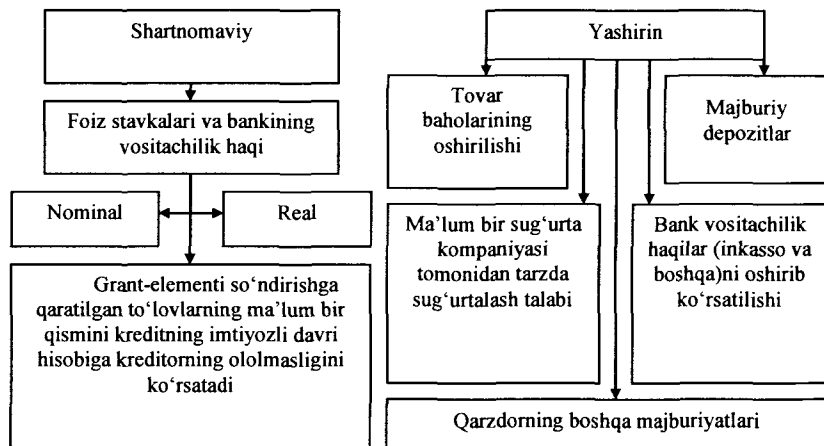 Shartnomaviy
Foiz stavkalari va bankining
vositachilik haqi
Nominal
Real
Grant-elementi so‘ndirishga
qaratilgan to‘lovlarning ma’lum bir
qismini kreditning imtiyozli davri
hisobiga kreditorning ololmasligini
ko‘rsatadi
Yashirin
Tovar
baholarining
oshirilishi
Majburiy
depozitlar
Ma’lum bir sug‘urta
kompaniyasi
tomonidan tarzda
sug‘urtalash talabi
Bank vositachilik
haqilar (inkasso va
boshqa)ni oshirib
ko‘rsatilishi
Qarzdorning boshqa majburiyatlari